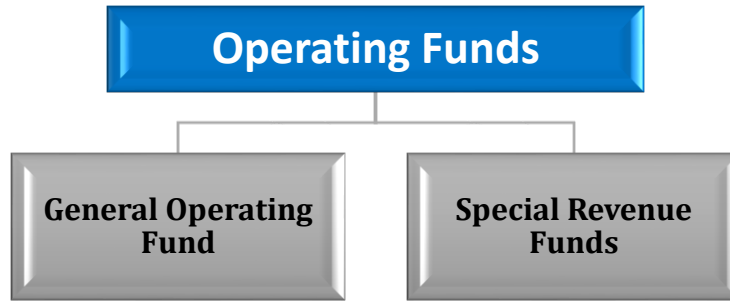 Operating Funds
General Operating
Fund
Special Revenue
Funds